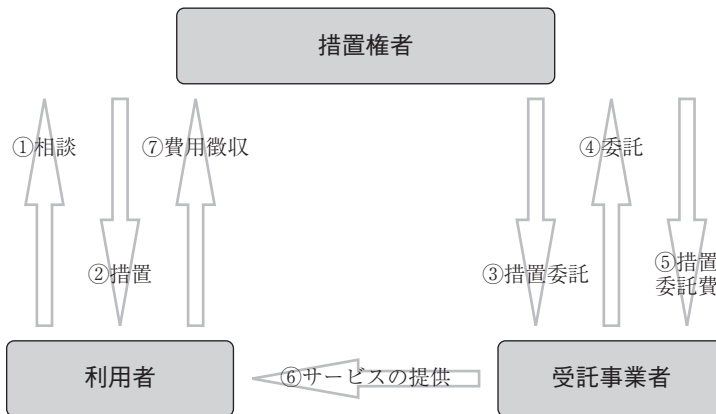 措置権者
①相談
⑦費用徴収
④委託
②措置
③措置委託
⑤措置
委託費
利用者
⑥サービスの提供
受託事業者